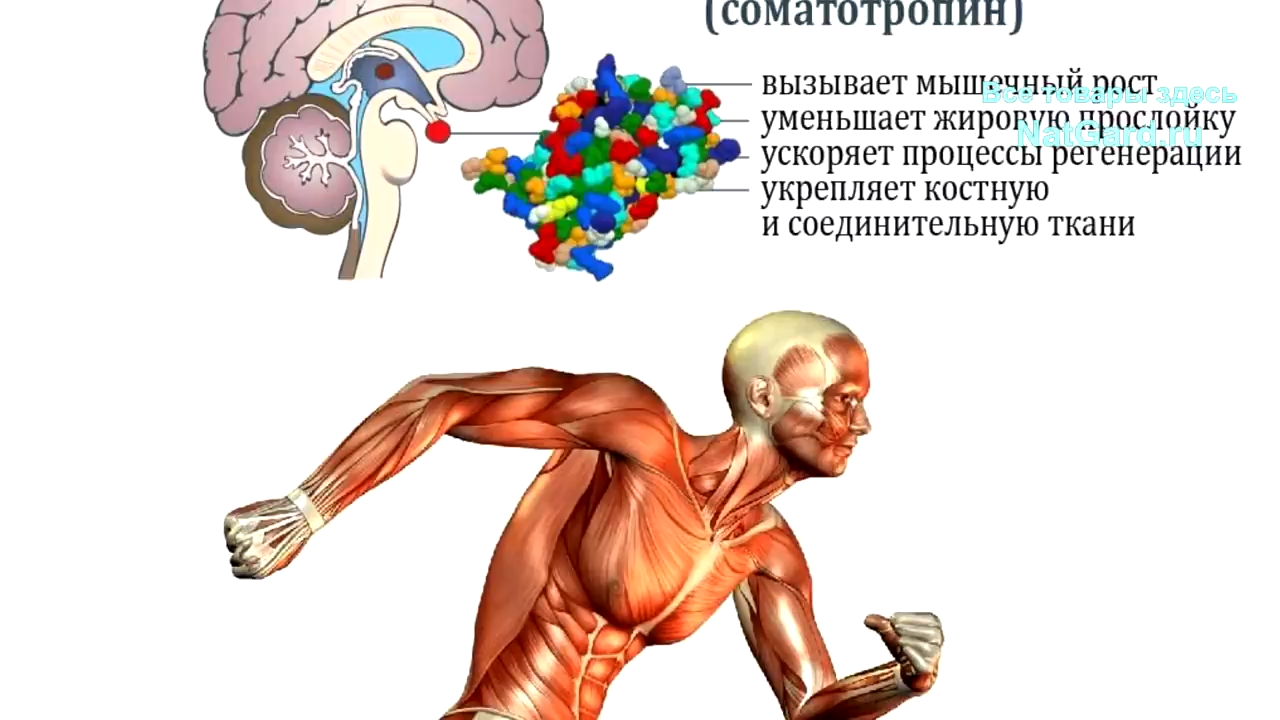 (соматотропин)
вызывает мышечный рост
Все товары здесь
уменьшает жировую прослойку
NatGard.ru
ускоряет процессы регенерации
укрепляет костную
и соединительную ткани